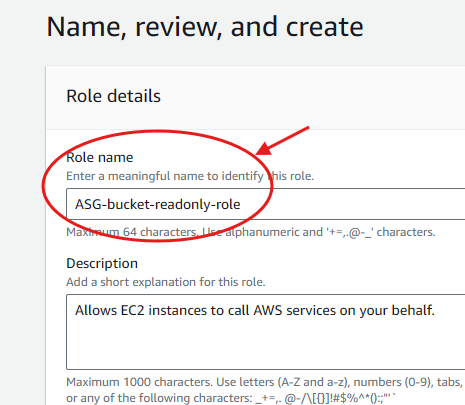 Name, review, and create
Role details
Role name
Enter a meaningful name to identify this role.
ASG-bucket-readonly-role
Maximum 64 characters. Use alphanumeric and '+=,.@-_' characters.
Description
Add a short explanation for this role.
Allows EC2 instances to call AWS services on your behalf.
Maximum 1000 characters. Use letters (A-Z and a-z), numbers (0-9), tabs,
or any of the following characters: _+=,. @-/\[{}]!#$%^*();:"'`